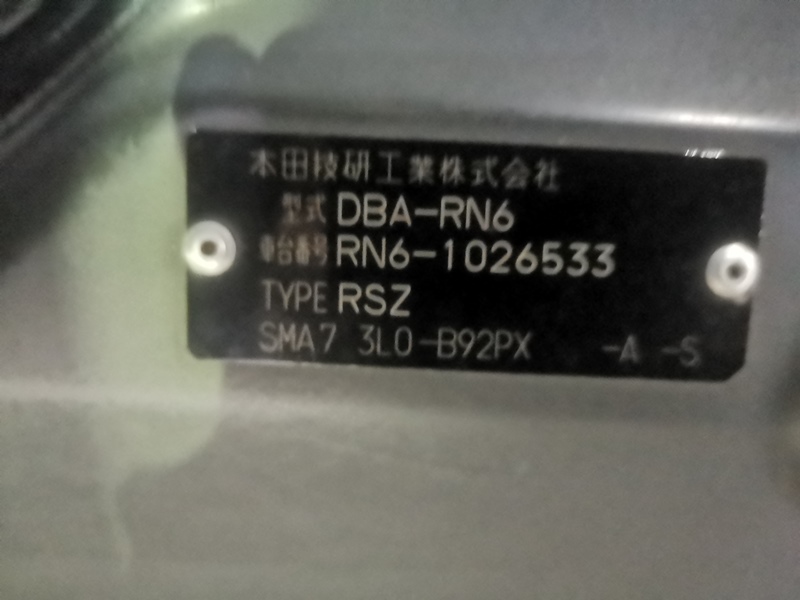 本田技研工業株式会社
型式 DBA-RN6
車台番号 RN6-1026533
TYPE RSZ
SMA7 3L0-B92PX -A -S